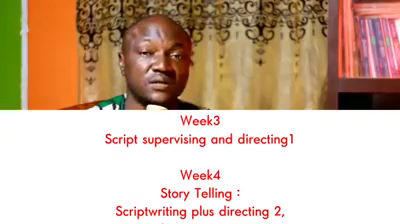 Week3
Script supervising and directing1
Week4
Story Telling :
Scriptwriting plus directing 2,